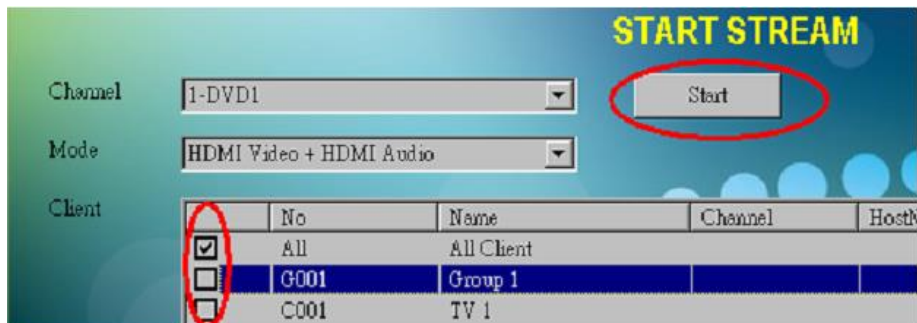 START STREAM
Channel 1-DVD1 Start
Mode HDMI Video + HDMI Audio
Client
No Name Channel
All All Client
G001 Group 1
C001 TV 1